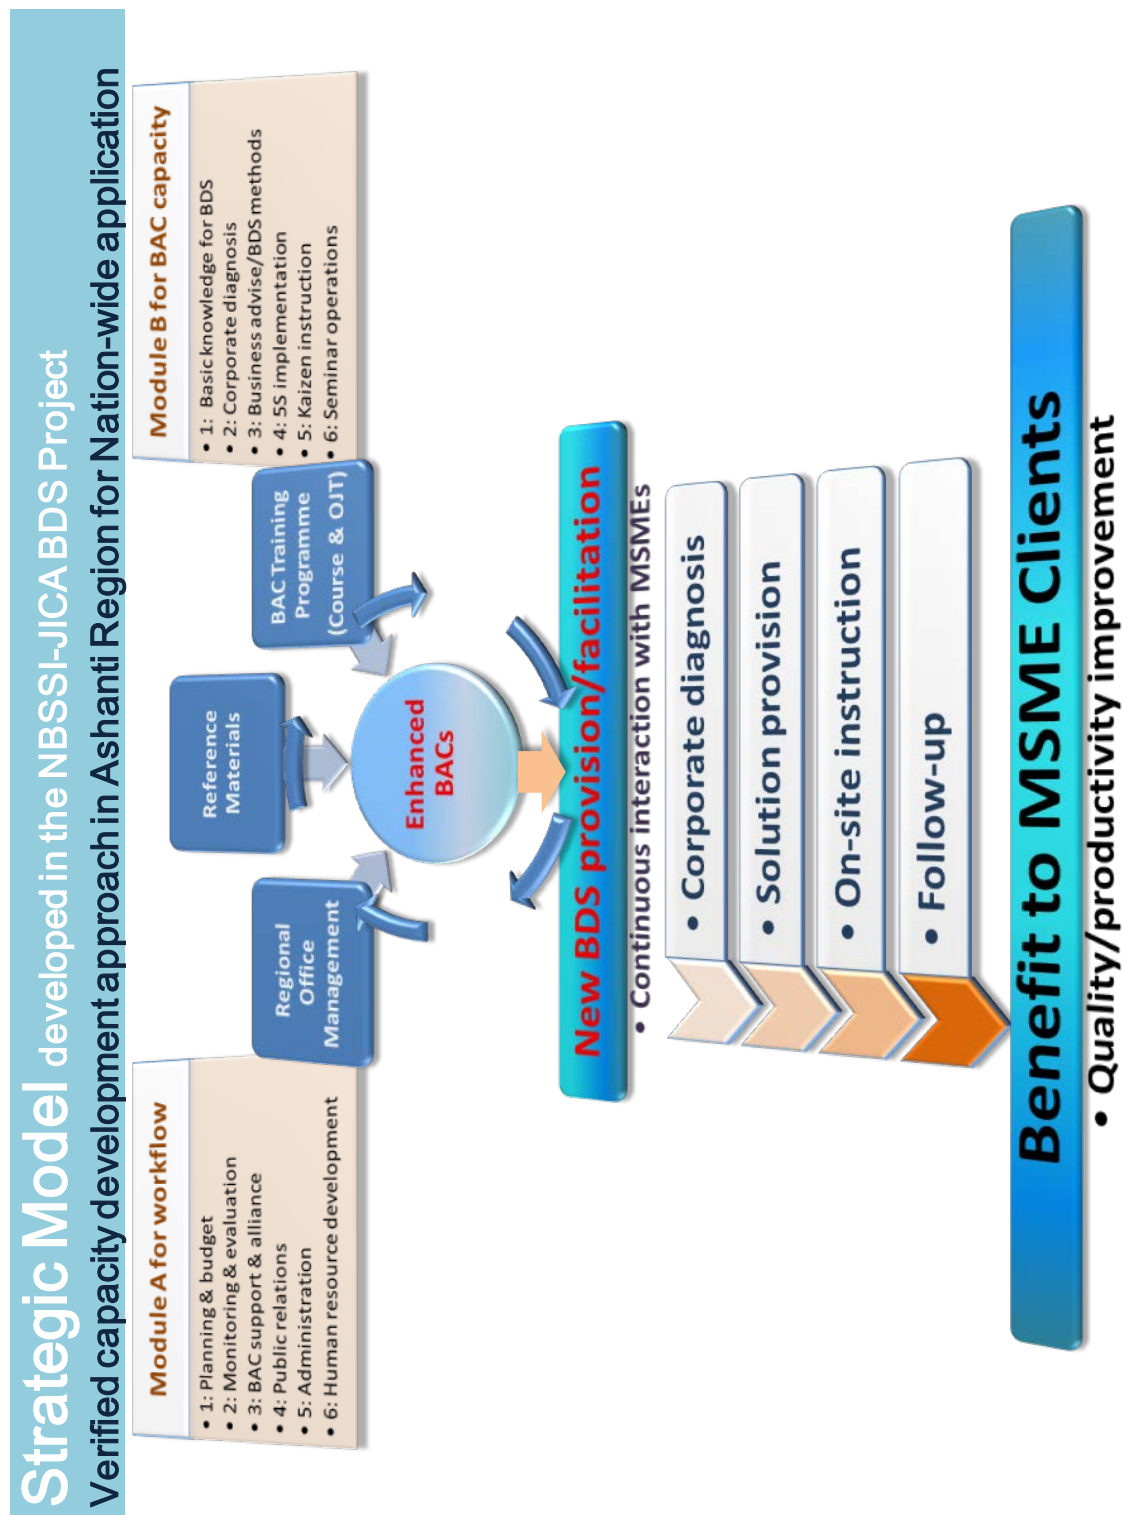 Strategic Model developed in the NBSSI-JICA BDS Project
Verified capacity development approach in Ashanti Region for Nation-wide application
Module A for workflow
• 1: Planning & budget
• 2: Monitoring & evaluation
• 3: BAC support & alliance
• 4: Public relations
• 5: Administration
• 6: Human resource development
Regional
Office
Management
Reference
Materials
BAC Training
Programme
(Course & OJT)
Module B for BAC capacity
• 1: Basic knowledge for BDS
• 2: Corporate diagnosis
• 3: Business advise/BDS methods
• 4: 5S implementation
• 5: Kaizen instruction
• 6: Seminar operations
Enhanced
BACs
New BDS provision/facilitation
• Continuous interaction with MSMEs
• Corporate diagnosis
• Solution provision
• On-site instruction
• Follow-up
Benefit to MSME Clients
• Quality/productivity improvement